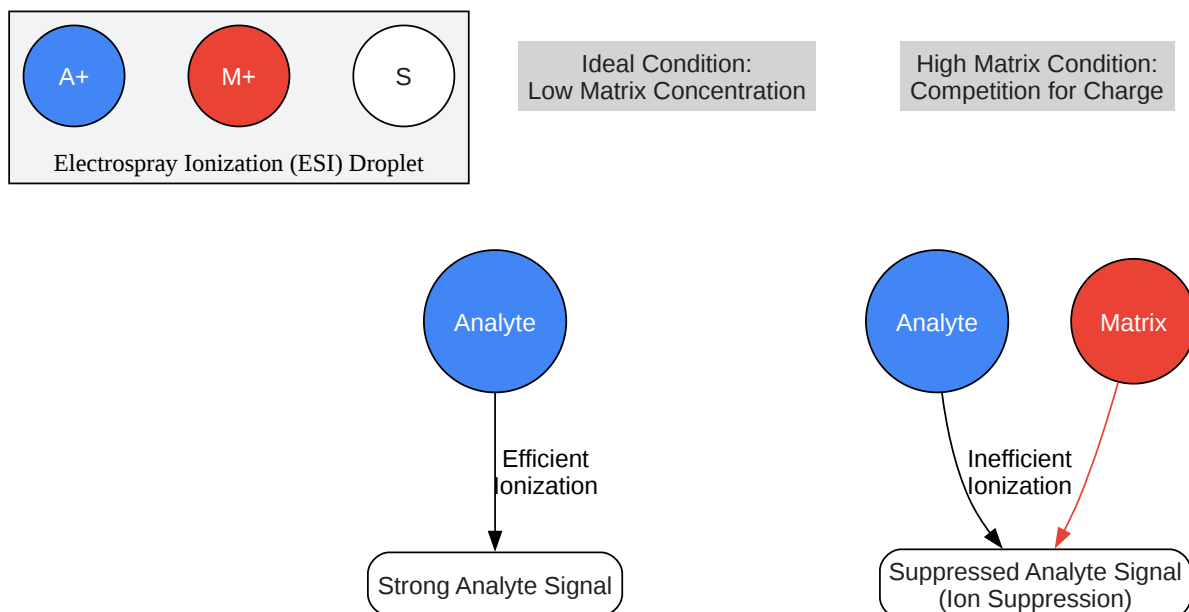 A+
M+
S
Electrospray Ionization (ESI) Droplet
Ideal Condition:
Low Matrix Concentration
High Matrix Condition:
Competition for Charge
Analyte
Efficient
Ionization
Strong Analyte Signal
Analyte
Matrix
Inefficient
Ionization
Suppressed Analyte Signal
(Ion Suppression)